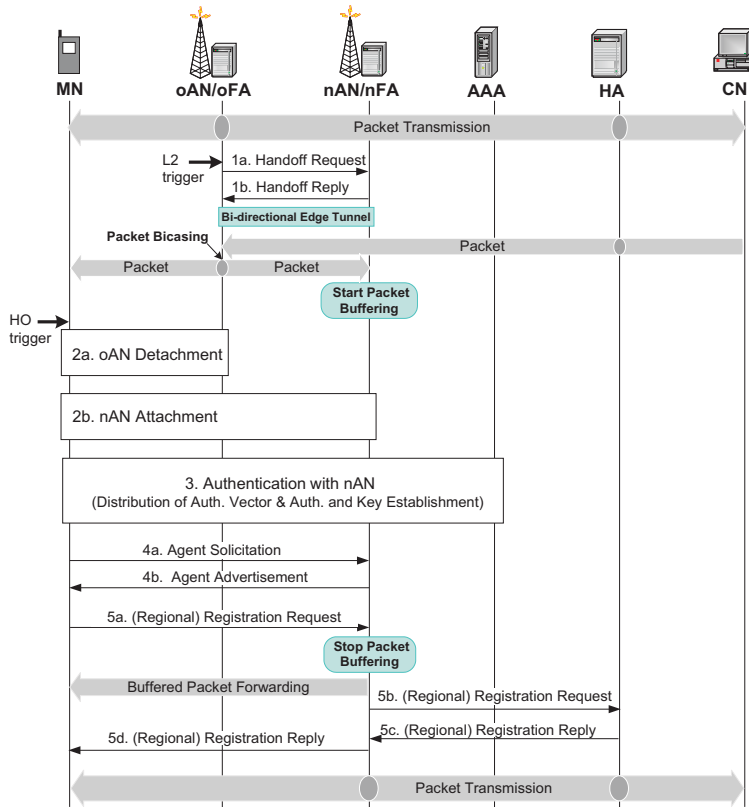 MN
oAN/oFA
nAN/nFA
AAA
HA
CN
Packet Transmission
L2
trigger
1a. Handoff Request
1b. Handoff Reply
Bi-directional Edge Tunnel
Packet Bicasing
Packet
Packet
Packet
Start Packet
Buffering
HO
trigger
2a. oAN Detachment
2b. nAN Attachment
3. Authentication with nAN
(Distribution of Auth. Vector & Auth. and Key Establishment)
4a. Agent Solicitation
4b. Agent Advertisement
5a. (Regional) Registration Request
Stop Packet
Buffering
Buffered Packet Forwarding
5b. (Regional) Registration Request
5c. (Regional) Registration Reply
5d. (Regional) Registration Reply
Packet Transmission